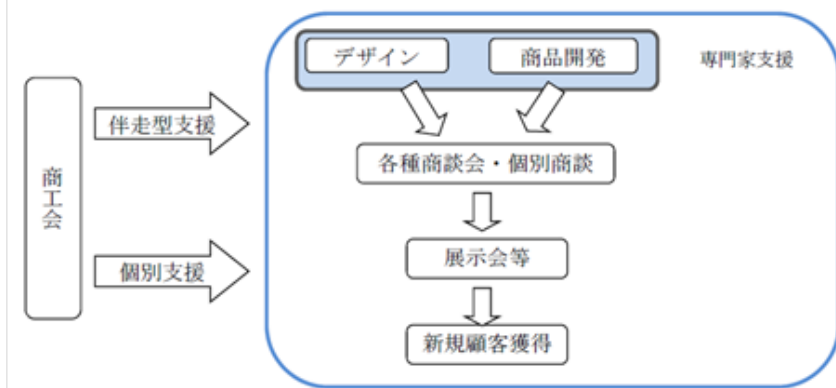 デザイン
商品開発
専門家支援
伴走型支援
商工会
各種商談会・個別商談
個別支援
展示会等
新規顧客獲得